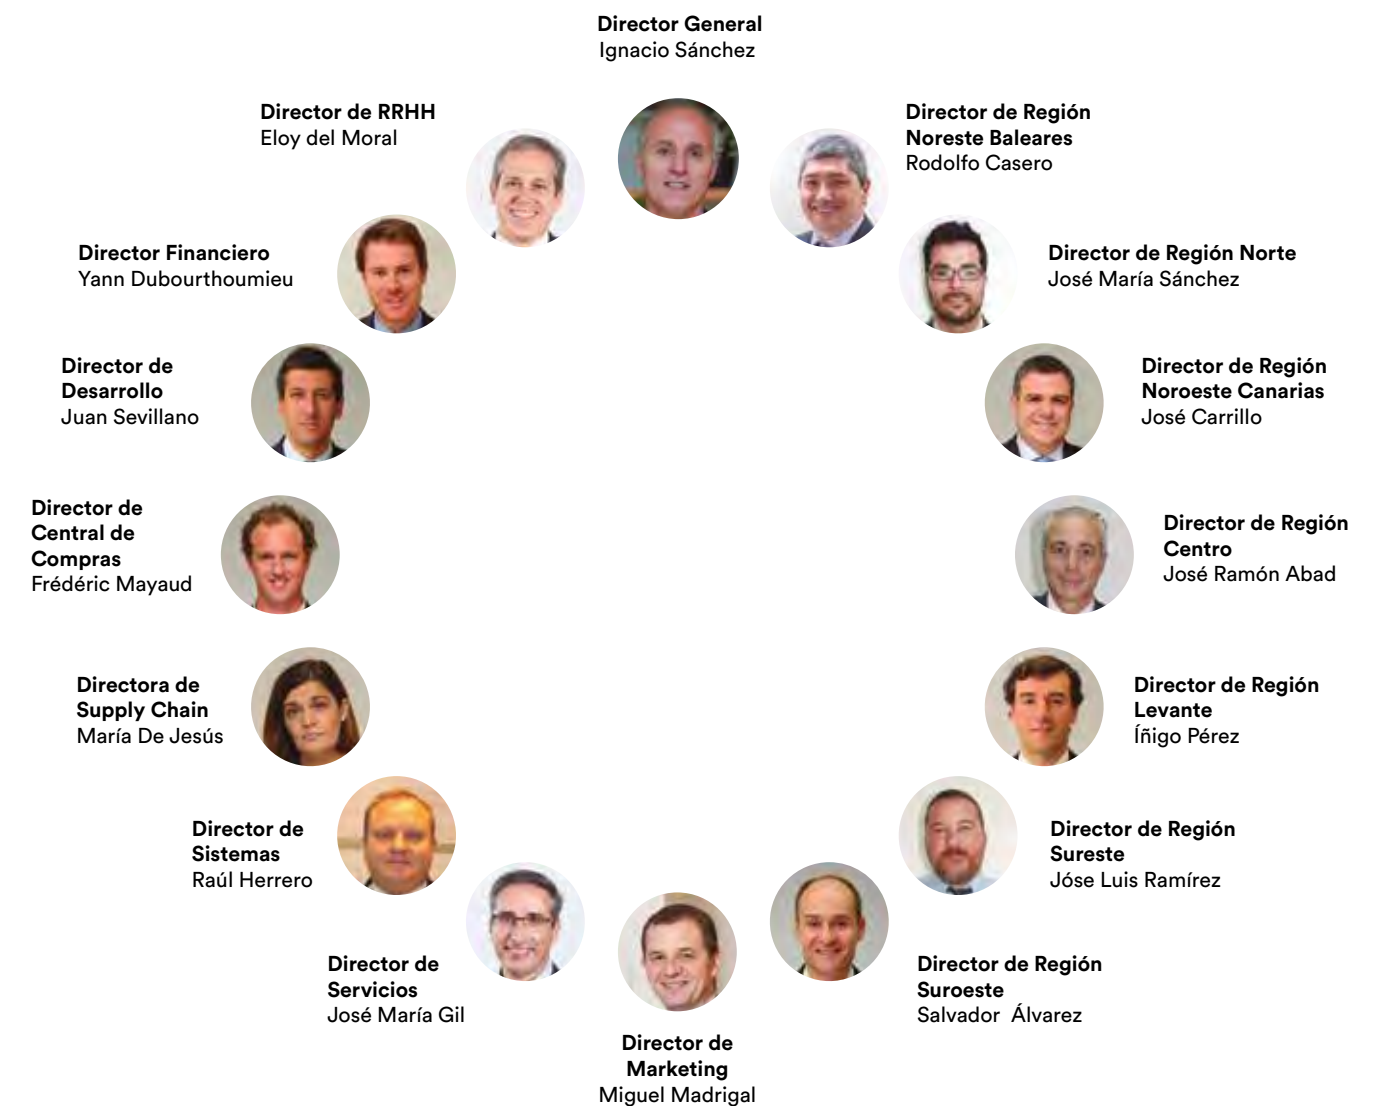 Director General
Ignacio Sánchez
Director de RRHH
Eloy del Moral
Director de Región
Noreste Baleares
Rodolfo Casero
Director Financiero
Yann Dubourthoumieu
Director de Región Norte
José María Sánchez
Director de
Desarrollo
Juan Sevillano
Director de Región
Noroeste Canarias
José Carrillo
Director de
Central de
Compras
Frédéric Mayaud
Director de Región
Centro
José Ramón Abad
Directora de
Supply Chain
María De Jesús
Director de Región
Levante
Íñigo Pérez
Director de
Sistemas
Raúl Herrero
Director de Región
Sureste
Jóse Luis Ramírez
Director de
Servicios
José María Gil
Director de Región
Suroeste
Salvador  Álvarez
Director de
Marketing
Miguel Madrigal